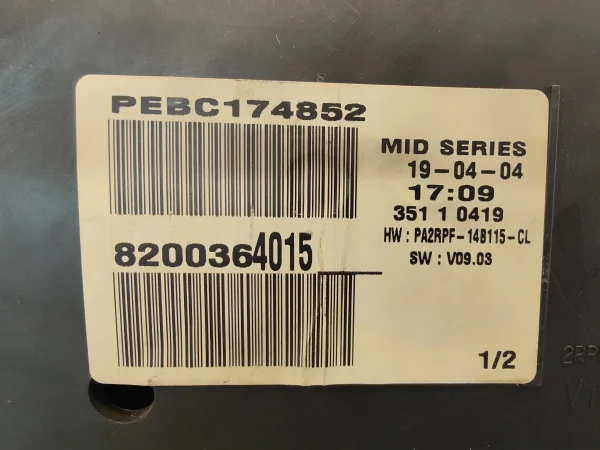 PEBC174852
MID SERIES
19-04-04
17:09
351 1 0419
HW : PA2RPF-14B115-CL
SW : V09.03
8200364015
1/2
2RP